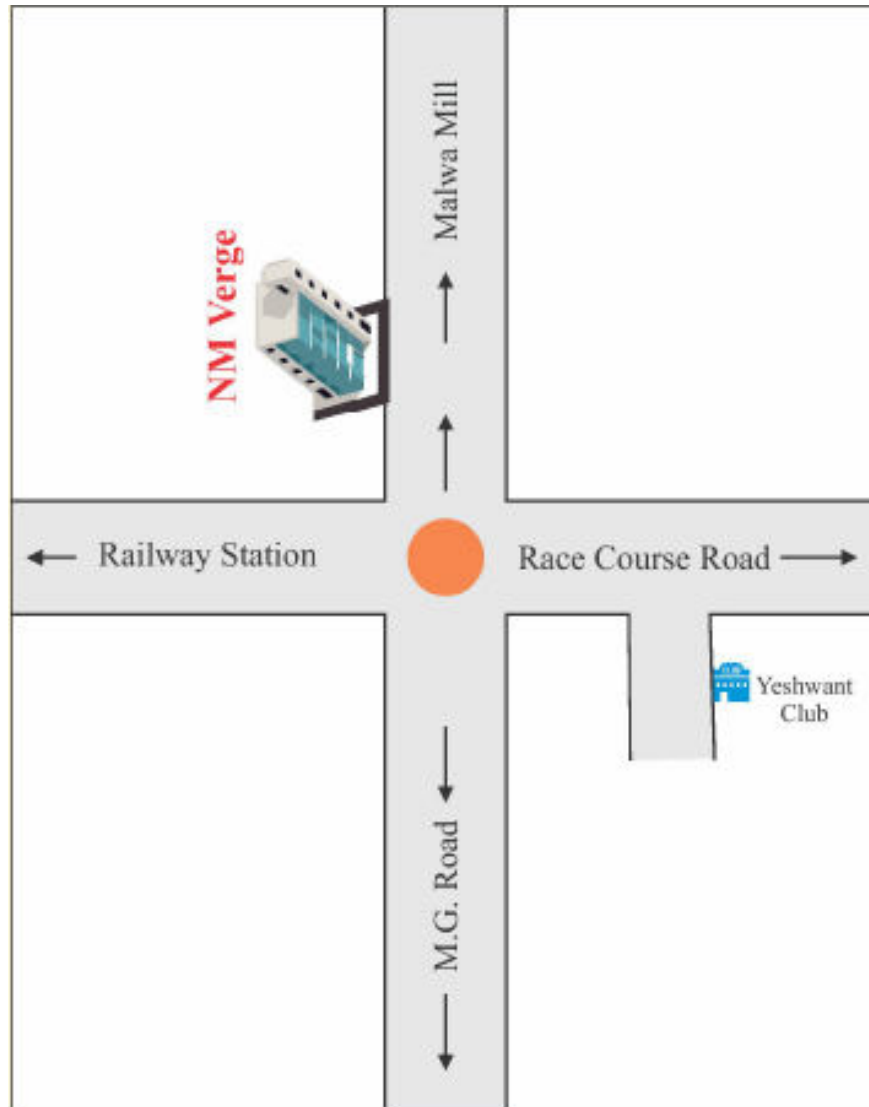 Malwa Mill
NM Verge
Railway Station
Race Course Road
Yeshwant
Club
M.G. Road